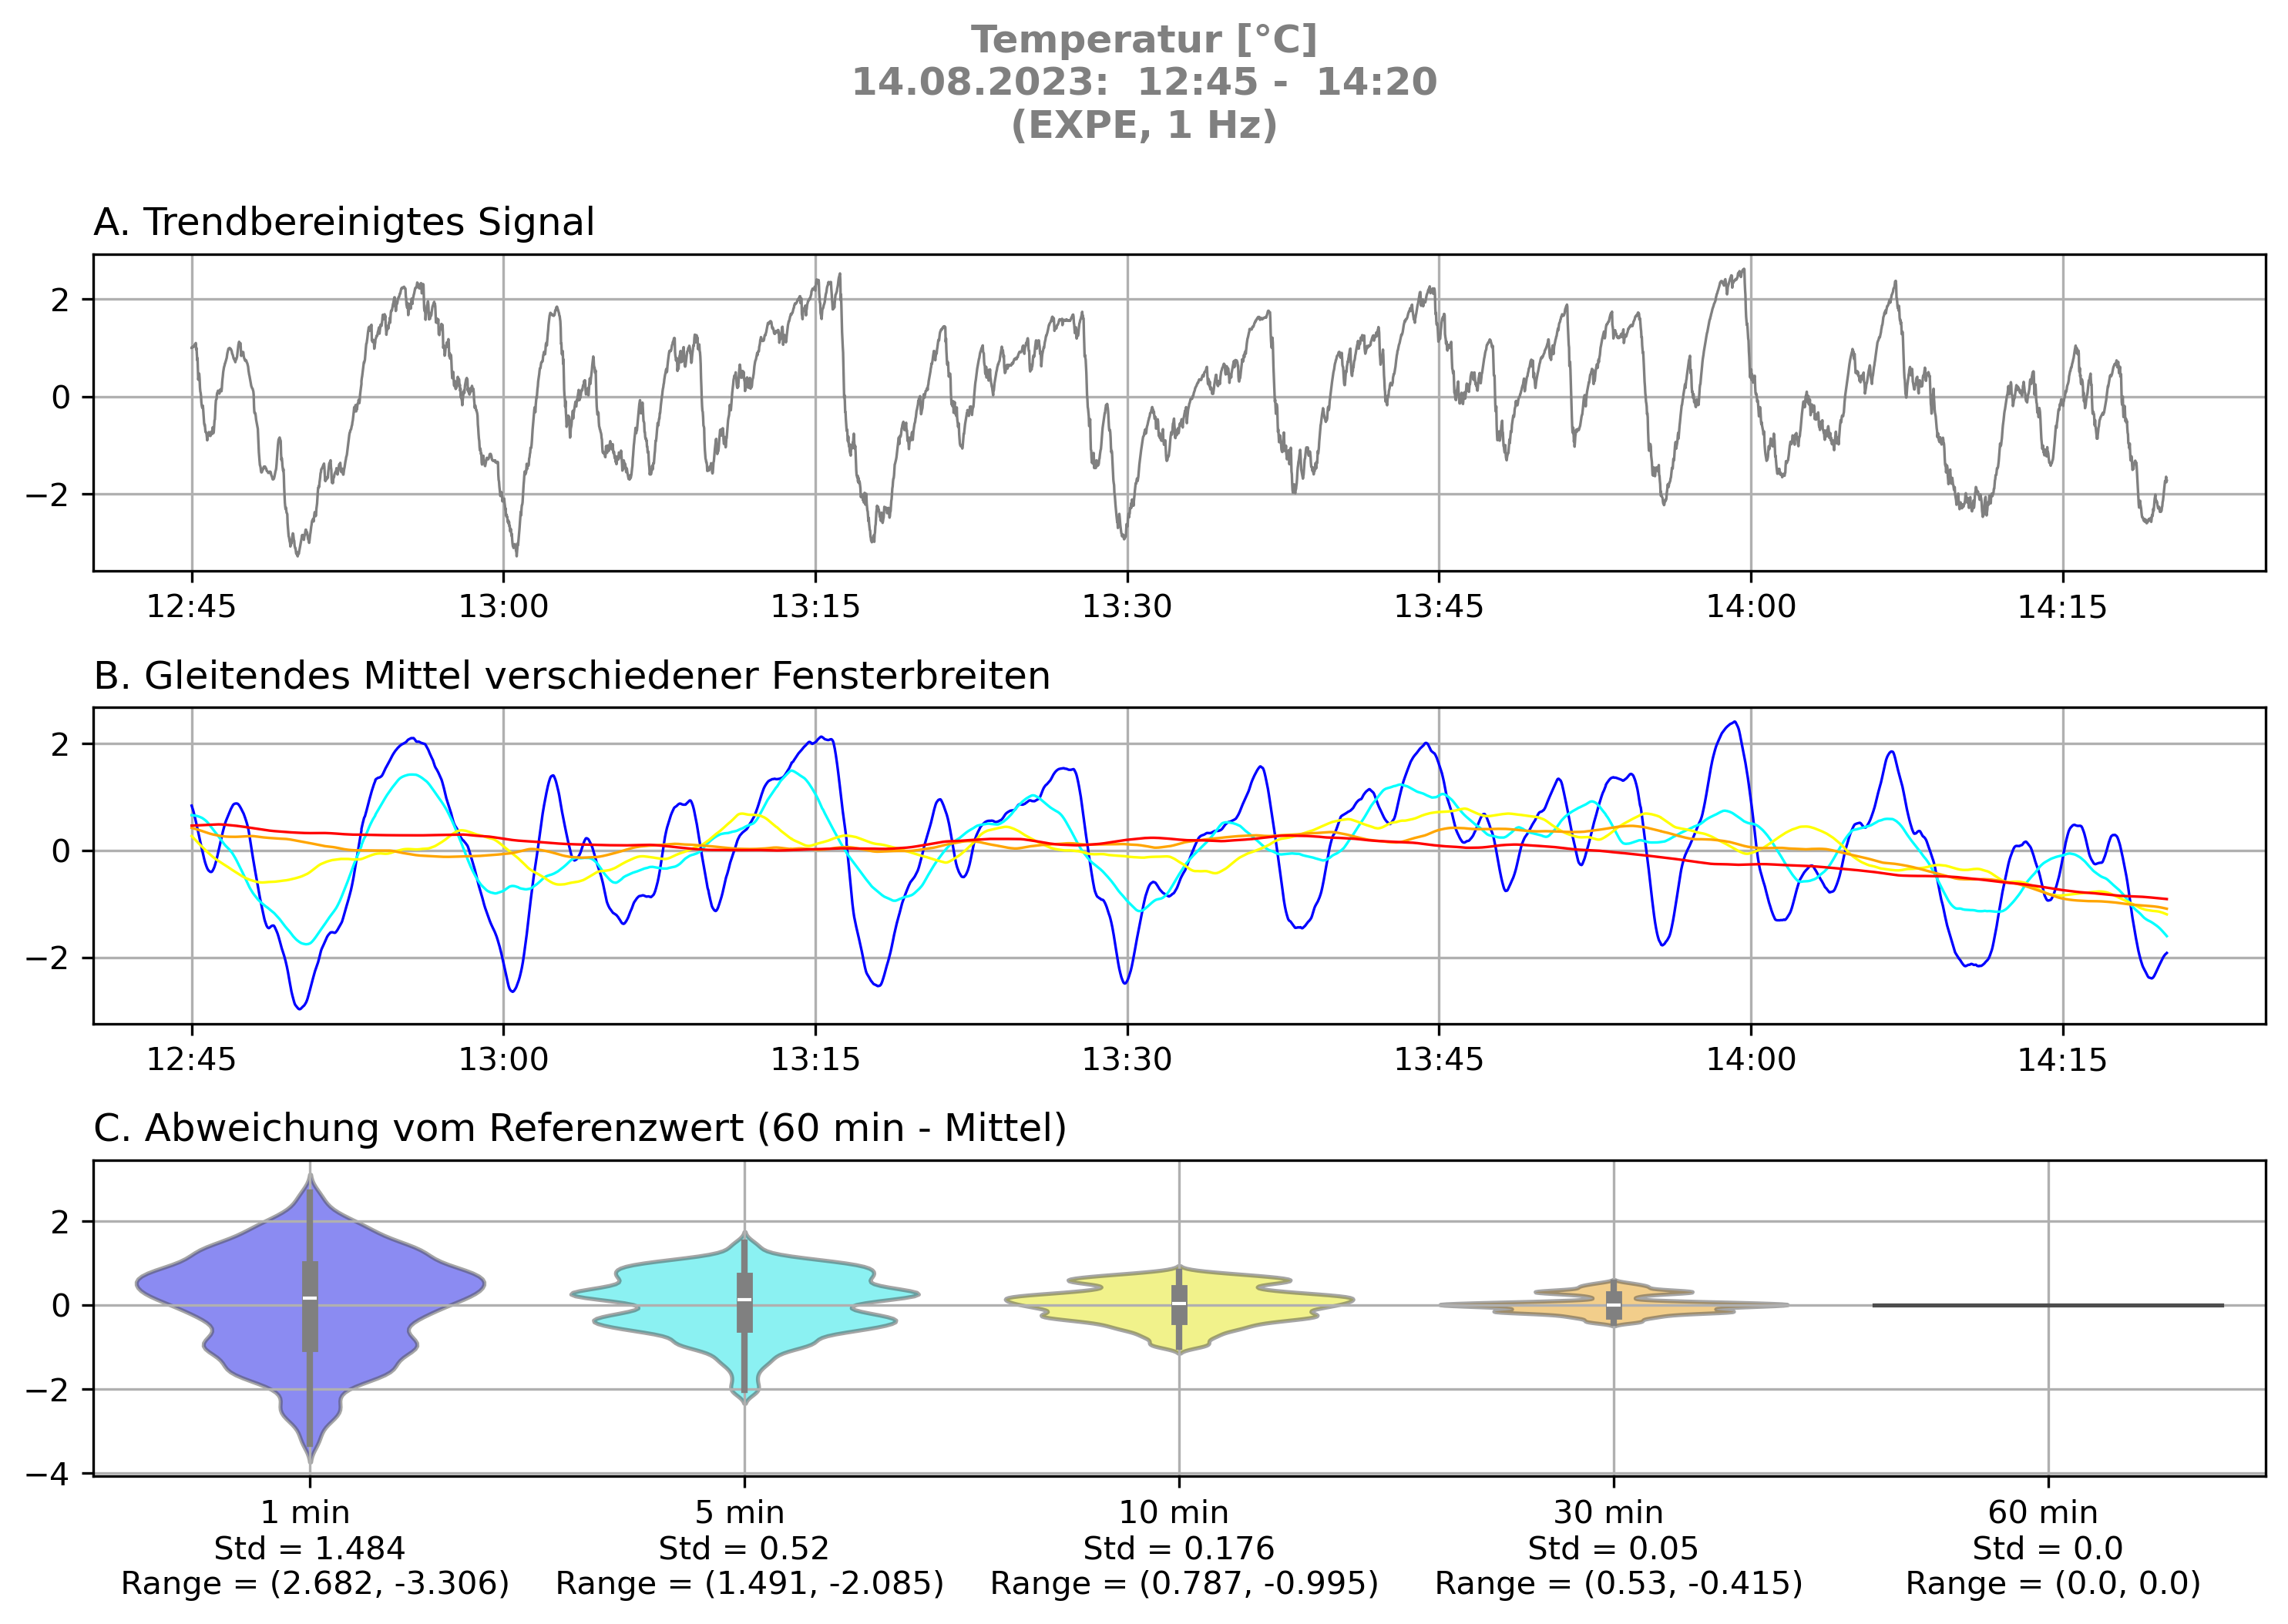 Temperatur [°C]
14.08.2023:  12:45 -  14:20
(EXPE, 1 Hz)
A. Trendbereinigtes Signal
2
0
−2
12:45 13:00 13:15 13:30 13:45 14:00 14:15
B. Gleitendes Mittel verschiedener Fensterbreiten
2
0
−2
12:45 13:00 13:15 13:30 13:45 14:00 14:15
C. Abweichung vom Referenzwert (60 min - Mittel)
2
0
−2
−4
1 min 5 min 10 min 30 min 60 min
Std = 1.484 Std = 0.52 Std = 0.176 Std = 0.05 Std = 0.0
Range = (2.682, -3.306) Range = (1.491, -2.085) Range = (0.787, -0.995) Range = (0.53, -0.415) Range = (0.0, 0.0)